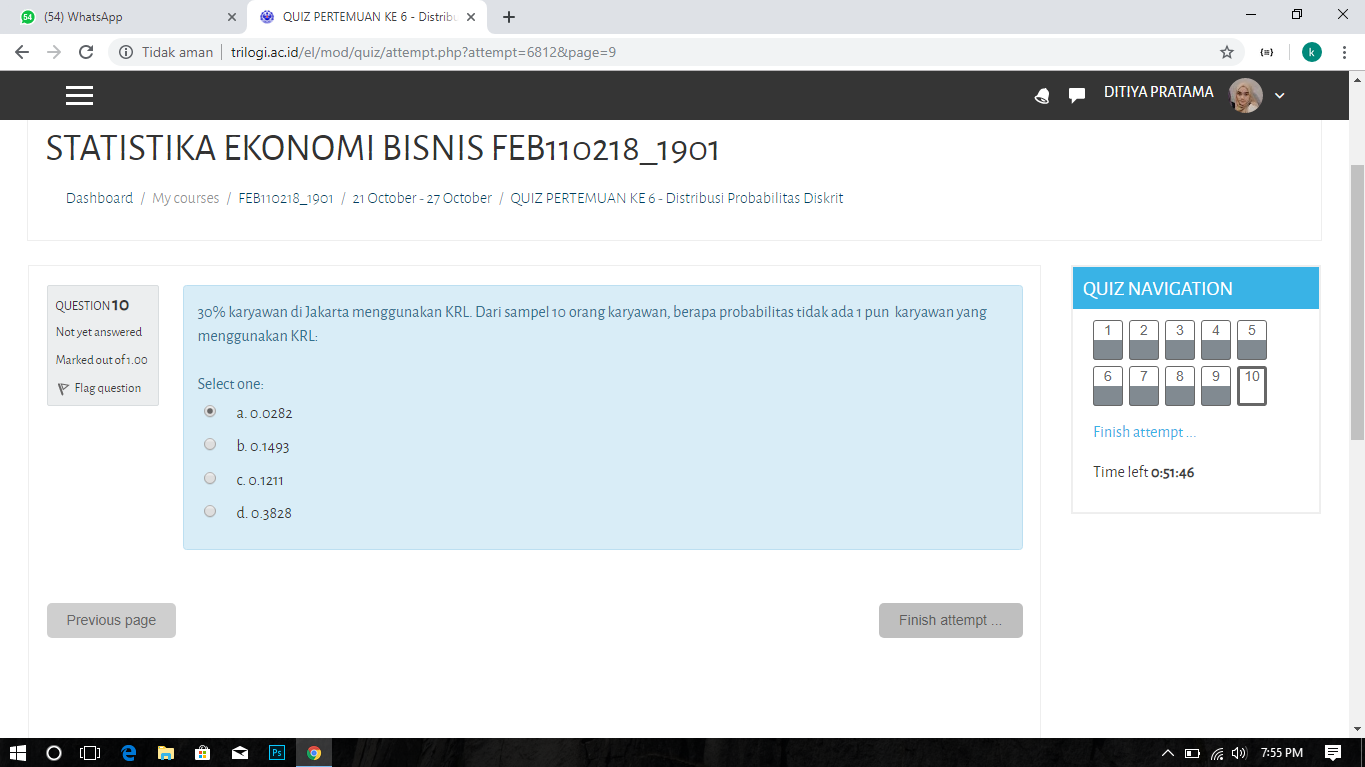 (54) WhatsApp
QUIZ PERTEMUAN KE 6 - Distribu
Tidak aman
trilogi.ac.id/el/mod/quiz/attempt.php?attempt=6812&page=9
k
DITIYA PRATAMA
STATISTIKA EKONOMI BISNIS FEB110218_1901
Dashboard / My courses / FEB110218_1901 / 21 October - 27 October / QUIZ PERTEMUAN KE 6 - Distribusi Probabilitas Diskrit
QUESTION 10
Not yet answered
Marked out of 1.00
Flag question
30% karyawan di Jakarta menggunakan KRL. Dari sampel 10 orang karyawan, berapa probabilitas tidak ada 1 pun karyawan yang
menggunakan KRL:
Select one:
a. 0.0282
b. 0.1493
c. 0.1211
d. 0.3828
Previous page
Finish attempt ...
QUIZ NAVIGATION
1 2 3 4 5
6 7 8 9 10
Finish attempt ...
Time left 0:51:46
Ps
7:55 PM